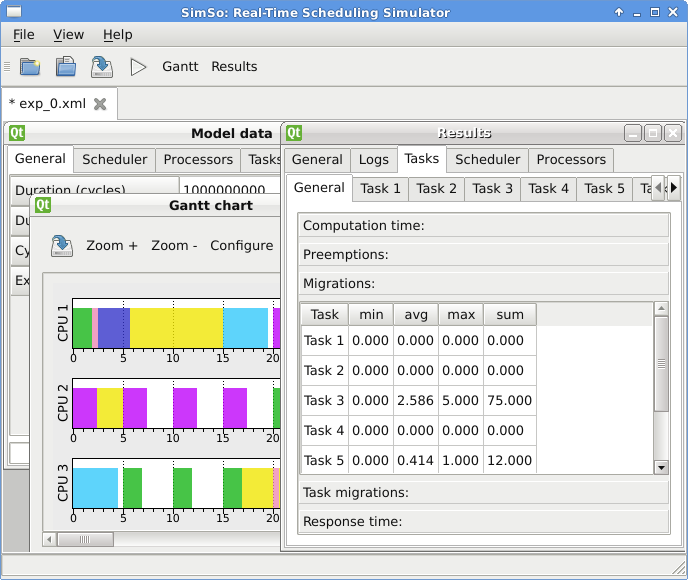 SimSo: Real-Time Scheduling Simulator
File View Help
Gantt Results
* exp_0.xml
Qt Model data
General Scheduler Processors Tasks
Duration (cycles) 1000000000
Du
Cy
Ex
Qt Gantt chart
Zoom + Zoom - Configure
CPU 1
0 5 10 15 20
CPU 2
0 5 10 15 20
CPU 3
0 5 10 15 20
Qt Results
General Logs Tasks Scheduler Processors
General Task 1 Task 2 Task 3 Task 4 Task 5 Ta
Computation time:
Preemptions:
Migrations:
Task min avg max sum
Task 1 0.000 0.000 0.000 0.000
Task 2 0.000 0.000 0.000 0.000
Task 3 0.000 2.586 5.000 75.000
Task 4 0.000 0.000 0.000 0.000
Task 5 0.000 0.414 1.000 12.000
Task migrations:
Response time: